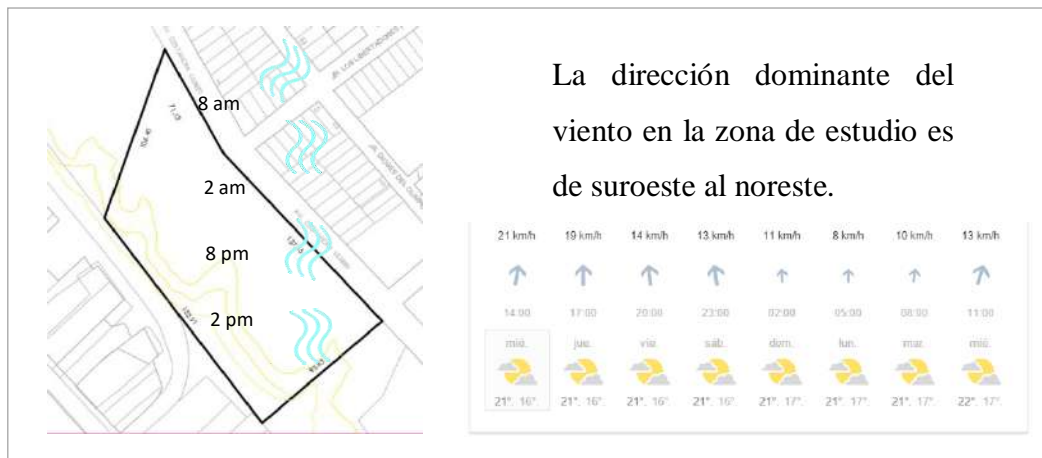 8 am
2 am
8 pm
2 pm
La dirección dominante del
viento en la zona de estudio es
de suroeste al noreste.
21 km/h 19 km/h 14 km/h 13 km/h 11 km/h 8 km/h 10 km/h 13 km/h
14:00 17:00 20:00 23:00 02:00 05:00 08:00 11:00
mié. jue. vie. sáb. dom. lun. mar. mié.
21° 16° 21° 16° 21° 16° 21° 16° 21° 17° 21° 17° 21° 17° 22° 17°